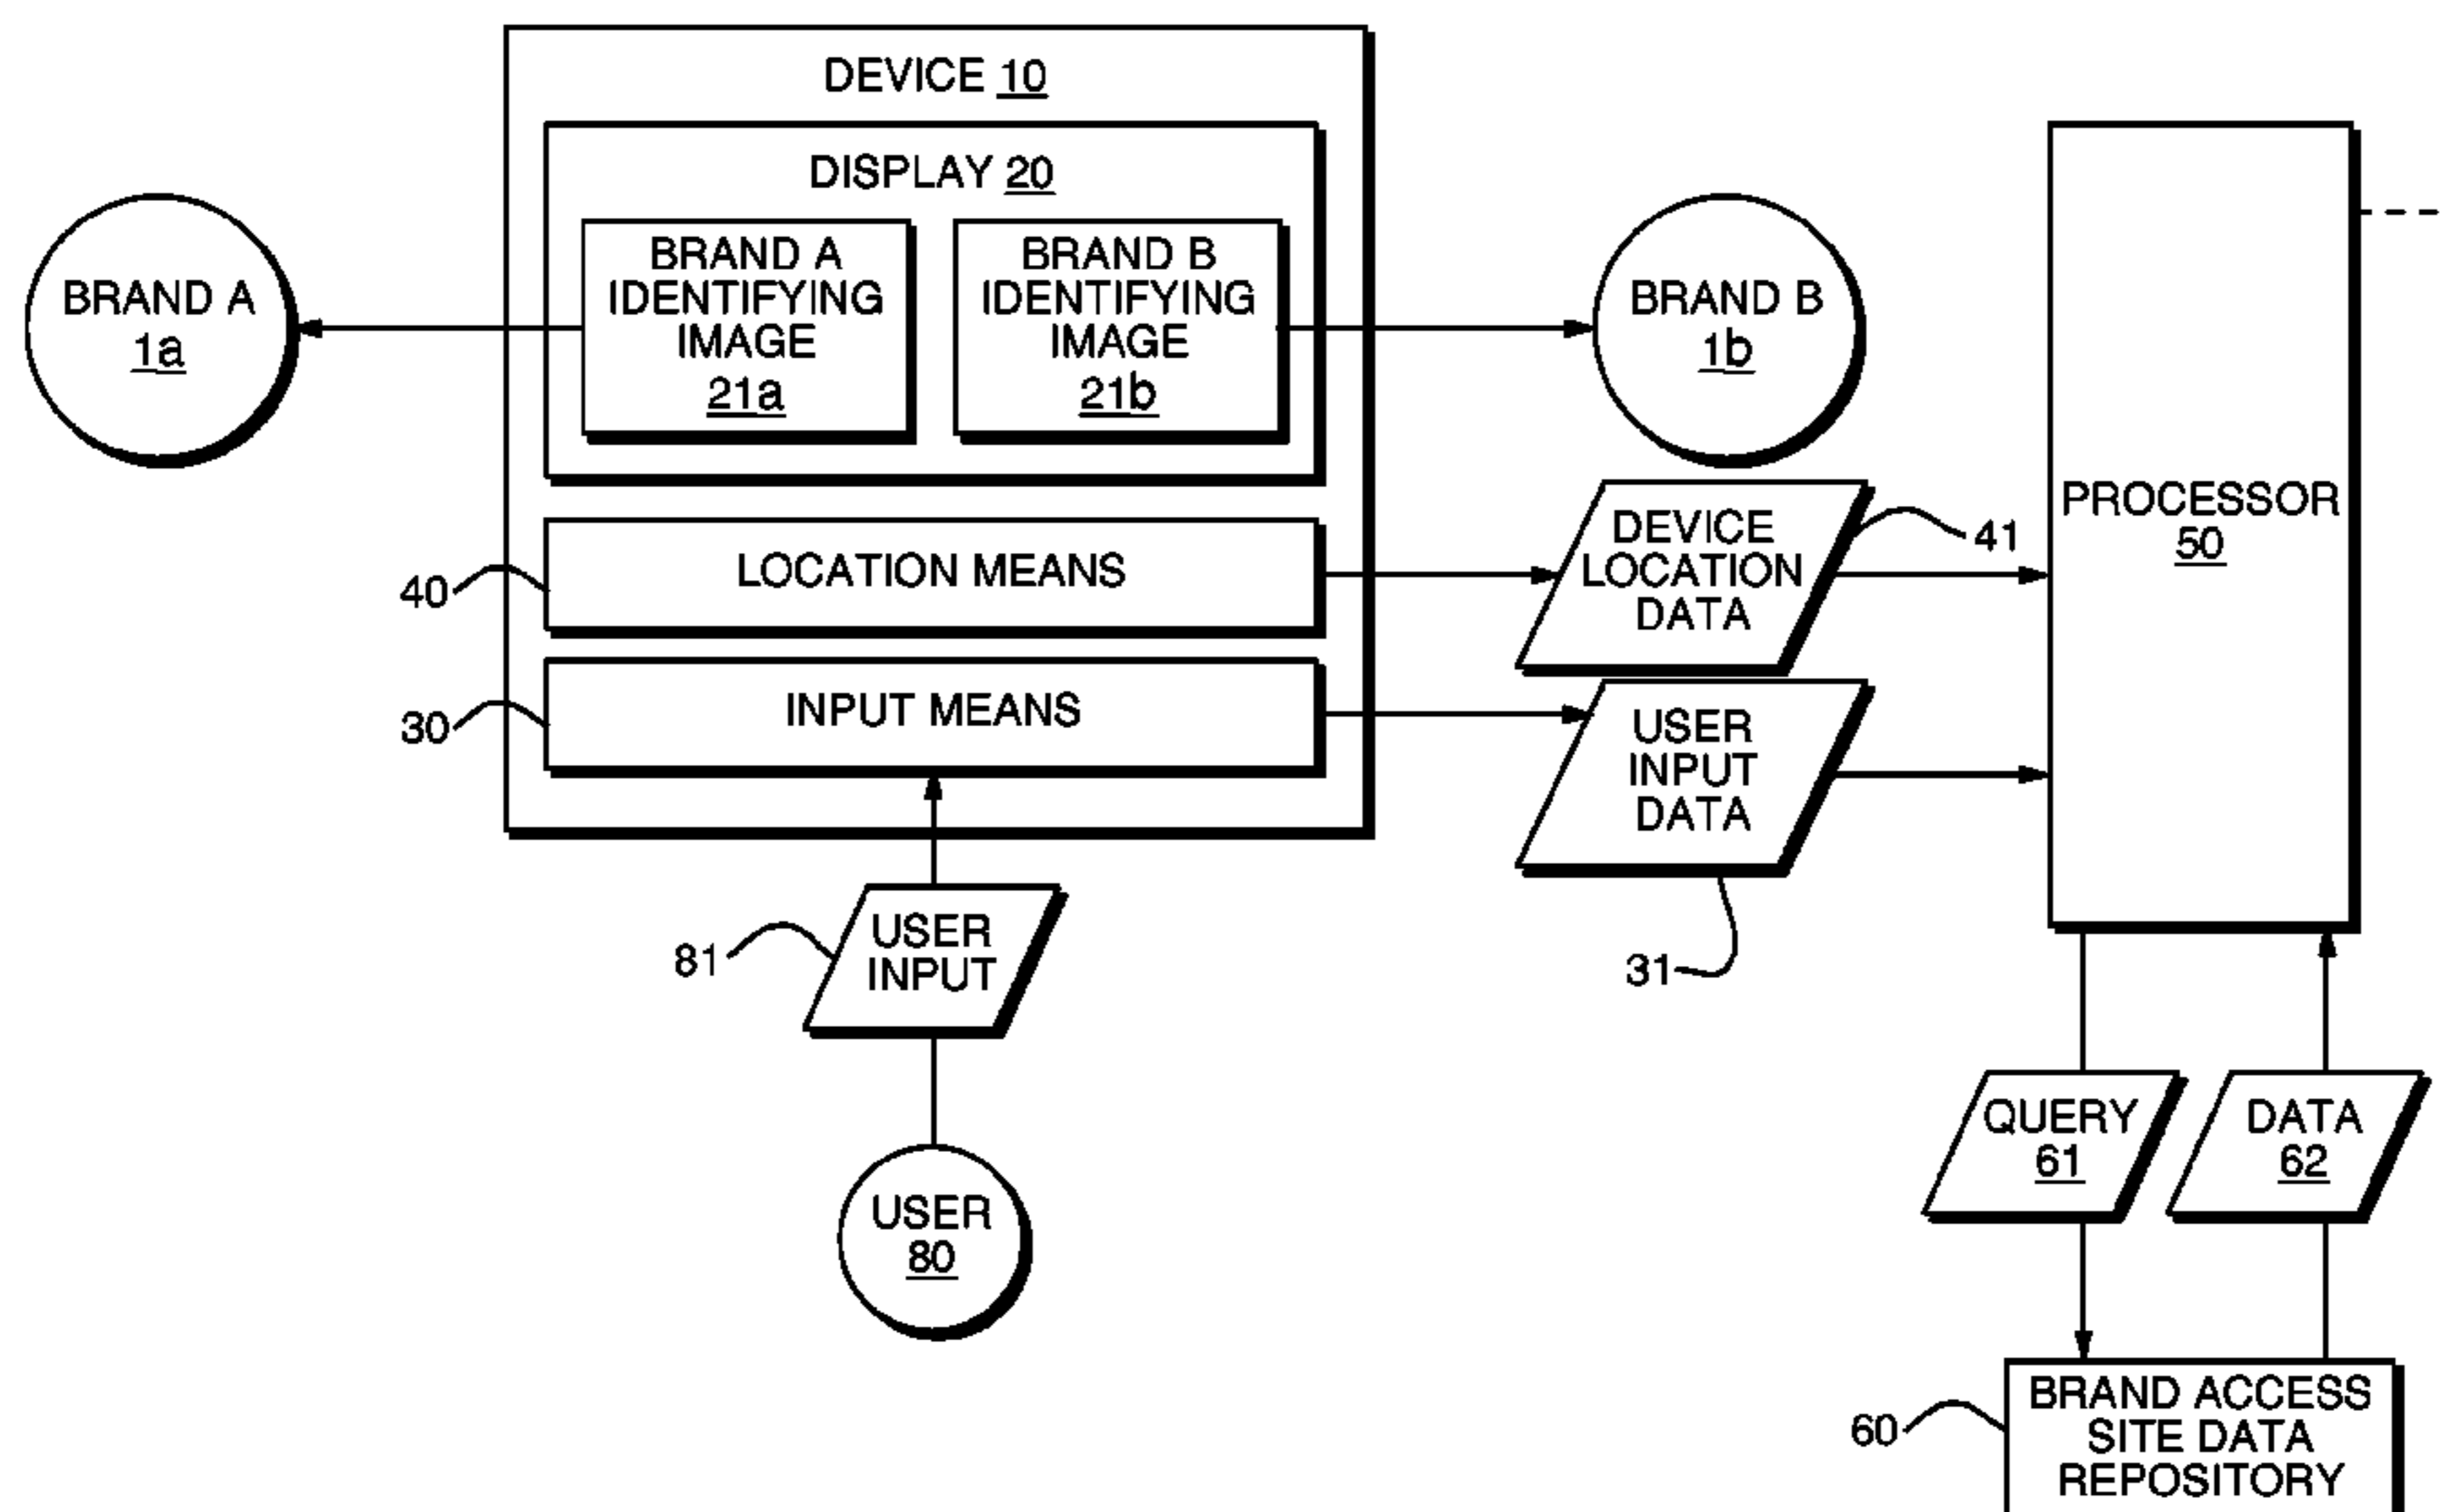 DEVICE 10
DISPLAY 20
BRAND A
IDENTIFYING
IMAGE
21a
BRAND B
IDENTIFYING
IMAGE
21b
BRAND A
1a
BRAND B
1b
PROCESSOR
50
LOCATION MEANS
40
DEVICE
LOCATION
DATA
41
INPUT MEANS
30
USER
INPUT
DATA
31
USER
INPUT
81
USER
80
QUERY
61
DATA
62
BRAND ACCESS
SITE DATA
REPOSITORY
60